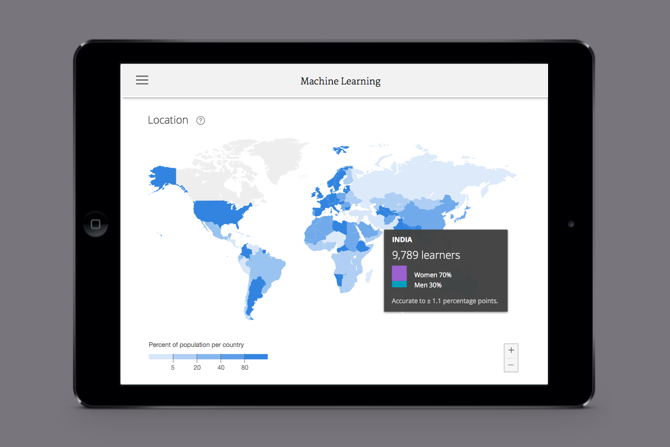 Machine Learning
Location ?
INDIA
9,789 learners
Women 70%
Men 30%
Accurate to ± 1.1 percentage points.
Percent of population per country
5 20 40 80
+
−